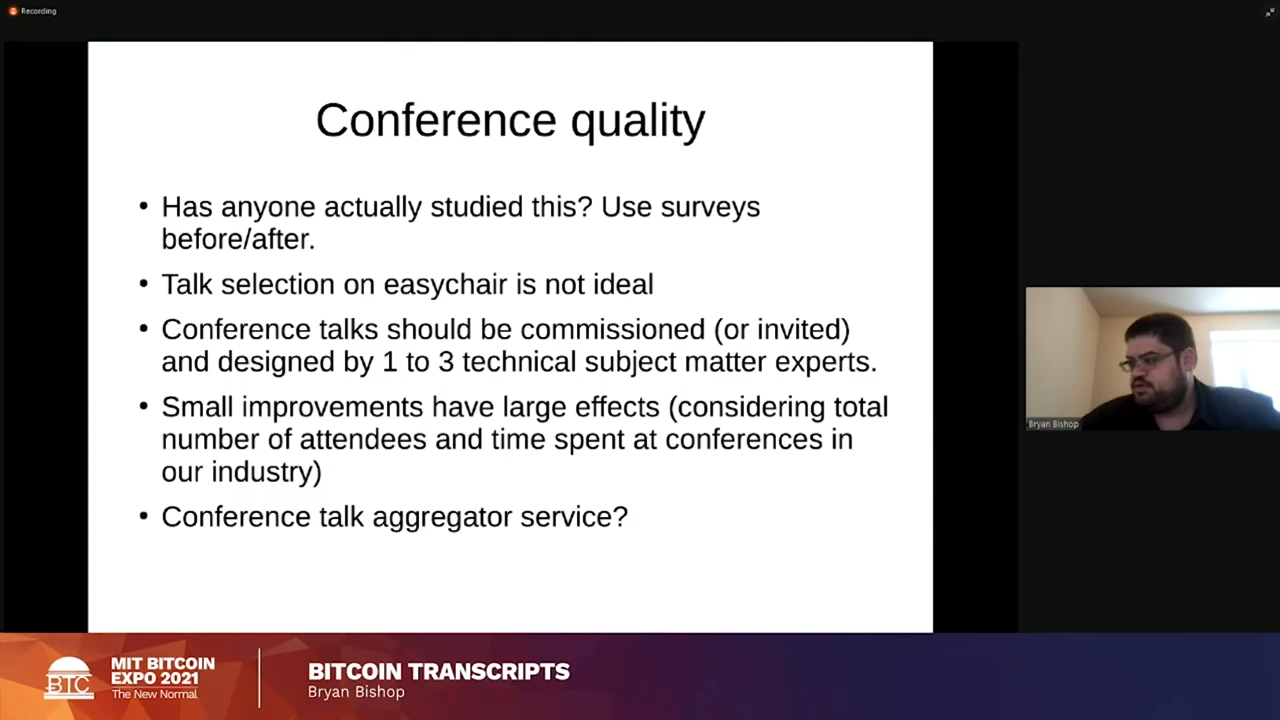 Recording
Conference quality
• Has anyone actually studied this? Use surveys
before/after.
• Talk selection on easychair is not ideal
• Conference talks should be commissioned (or invited)
and designed by 1 to 3 technical subject matter experts.
• Small improvements have large effects (considering total
number of attendees and time spent at conferences in
our industry)
• Conference talk aggregator service?
Bryan Bishop
BTC
MIT BITCOIN
EXPO 2021
The New Normal
BITCOIN TRANSCRIPTS
Bryan Bishop